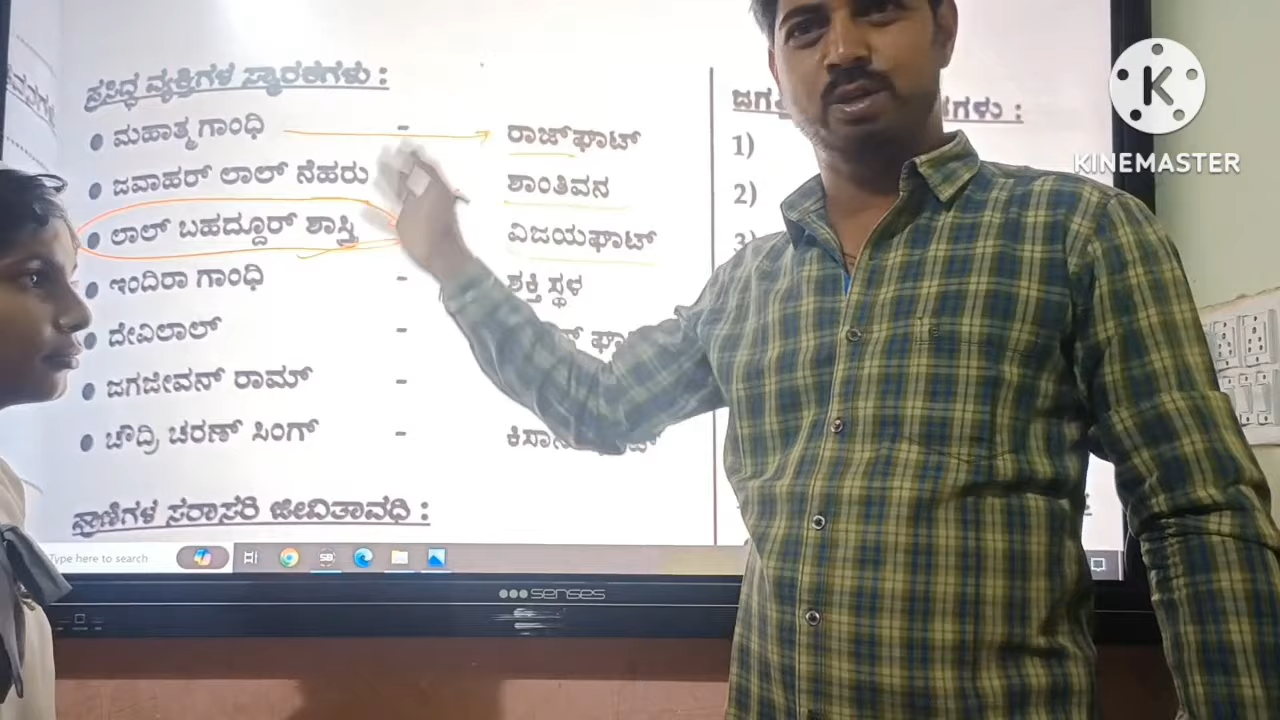 ಪ್ರಸಿದ್ಧ ವ್ಯಕ್ತಿಗಳ ಸ್ಮಾರಕಗಳು :
● ಮಹಾತ್ಮ ಗಾಂಧಿ - ರಾಜ್‌ಘಾಟ್
● ಜವಾಹರ್ ಲಾಲ್ ನೆಹರು ಶಾಂತಿವನ
● ಲಾಲ್ ಬಹದ್ದೂರ್ ಶಾಸ್ತ್ರಿ ವಿಜಯಘಾಟ್
● ಇಂದಿರಾ ಗಾಂಧಿ - ಶಕ್ತಿ ಸ್ಥಳ
● ದೇವಿಲಾಲ್ -
● ಜಗಜೀವನ್ ರಾಮ್ -
● ಚೌದ್ರಿ ಚರಣ್ ಸಿಂಗ್ -
ಪ್ರಾಣಿಗಳ ಸರಾಸರಿ ಜೀವಿತಾವಧಿ :
1)
2)
3)
Type here to search
senses
K
KINEMASTER